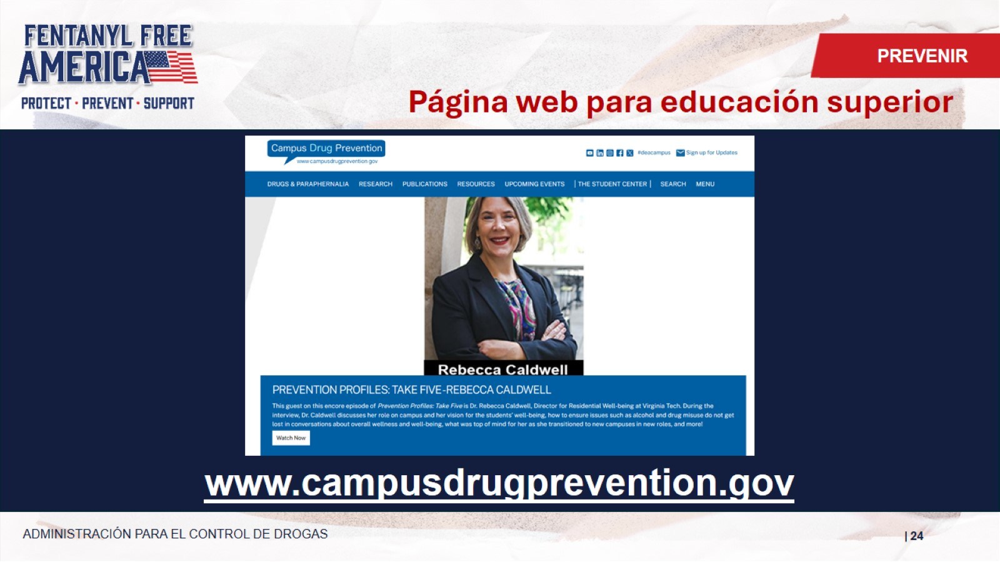 FENTANYL FREE
AMERICA
PROTECT · PREVENT · SUPPORT
PREVENIR
Página web para educación superior
Campus Drug Prevention
www.campusdrugprevention.gov
#deacampus
Sign up for Updates
DRUGS & PARAPHERNALIA RESEARCH PUBLICATIONS RESOURCES UPCOMING EVENTS | THE STUDENT CENTER | SEARCH MENU
Rebecca Caldwell
PREVENTION PROFILES: TAKE FIVE-REBECCA CALDWELL
This guest on this encore episode of Prevention Profiles: Take Five is Dr. Rebecca Caldwell, Director for Residential Well-being at Virginia Tech. During the
interview, Dr. Caldwell discusses her role on campus and her vision for the students' well-being, how to ensure issues such as alcohol and drug misuse do not get
lost in conversations about overall wellness and well-being, what was top of mind for her as she transitioned to new campuses in new roles, and more!
Watch Now
www.campusdrugprevention.gov
ADMINISTRACIÓN PARA EL CONTROL DE DROGAS
| 24